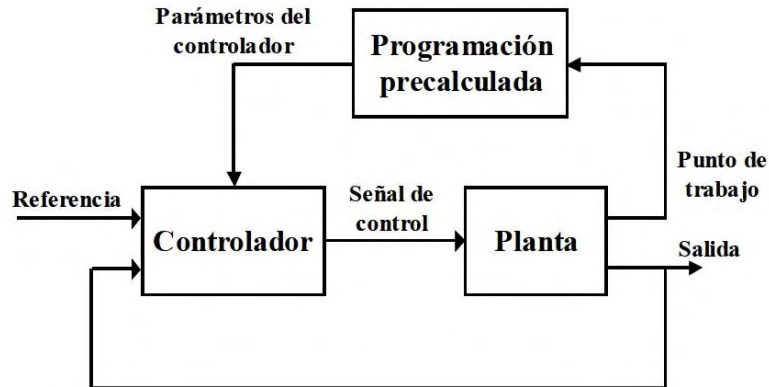 Parámetros del
controlador
Programación
precalculada
Punto de
trabajo
Referencia
Controlador
Señal de
control
Planta
Salida